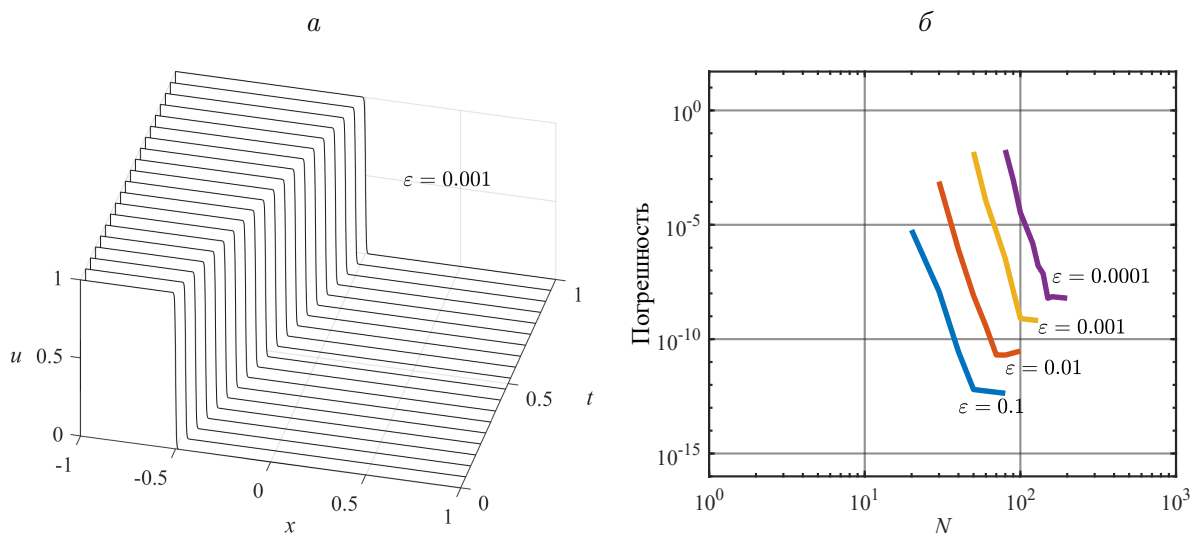 а
ε = 0.001
1
u 0.5
0
-1
-0.5
0
0.5
1
x
0
0.5
1
t
б
Погрешность
10^0
10^-5
10^-10
10^-15
ε = 0.0001
ε = 0.001
ε = 0.01
ε = 0.1
10^0 10^1 10^2 10^3
N